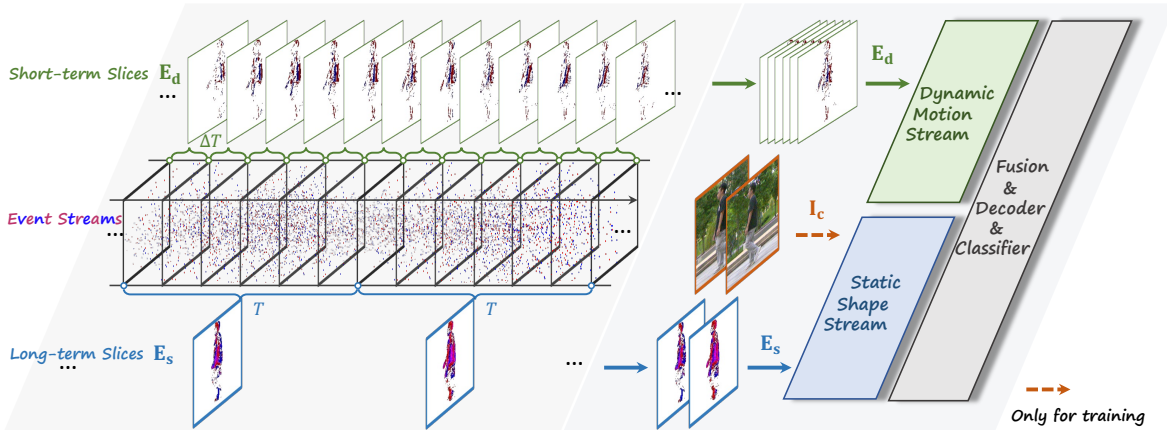 Short-term Slices E_d
...
...
ΔT
Event Streams
...
...
T
T
Long-term Slices E_s
...
...
E_d
Dynamic
Motion
Stream
I_c
Static
Shape
Stream
E_s
Fusion
&
Decoder
&
Classifier
Only for training